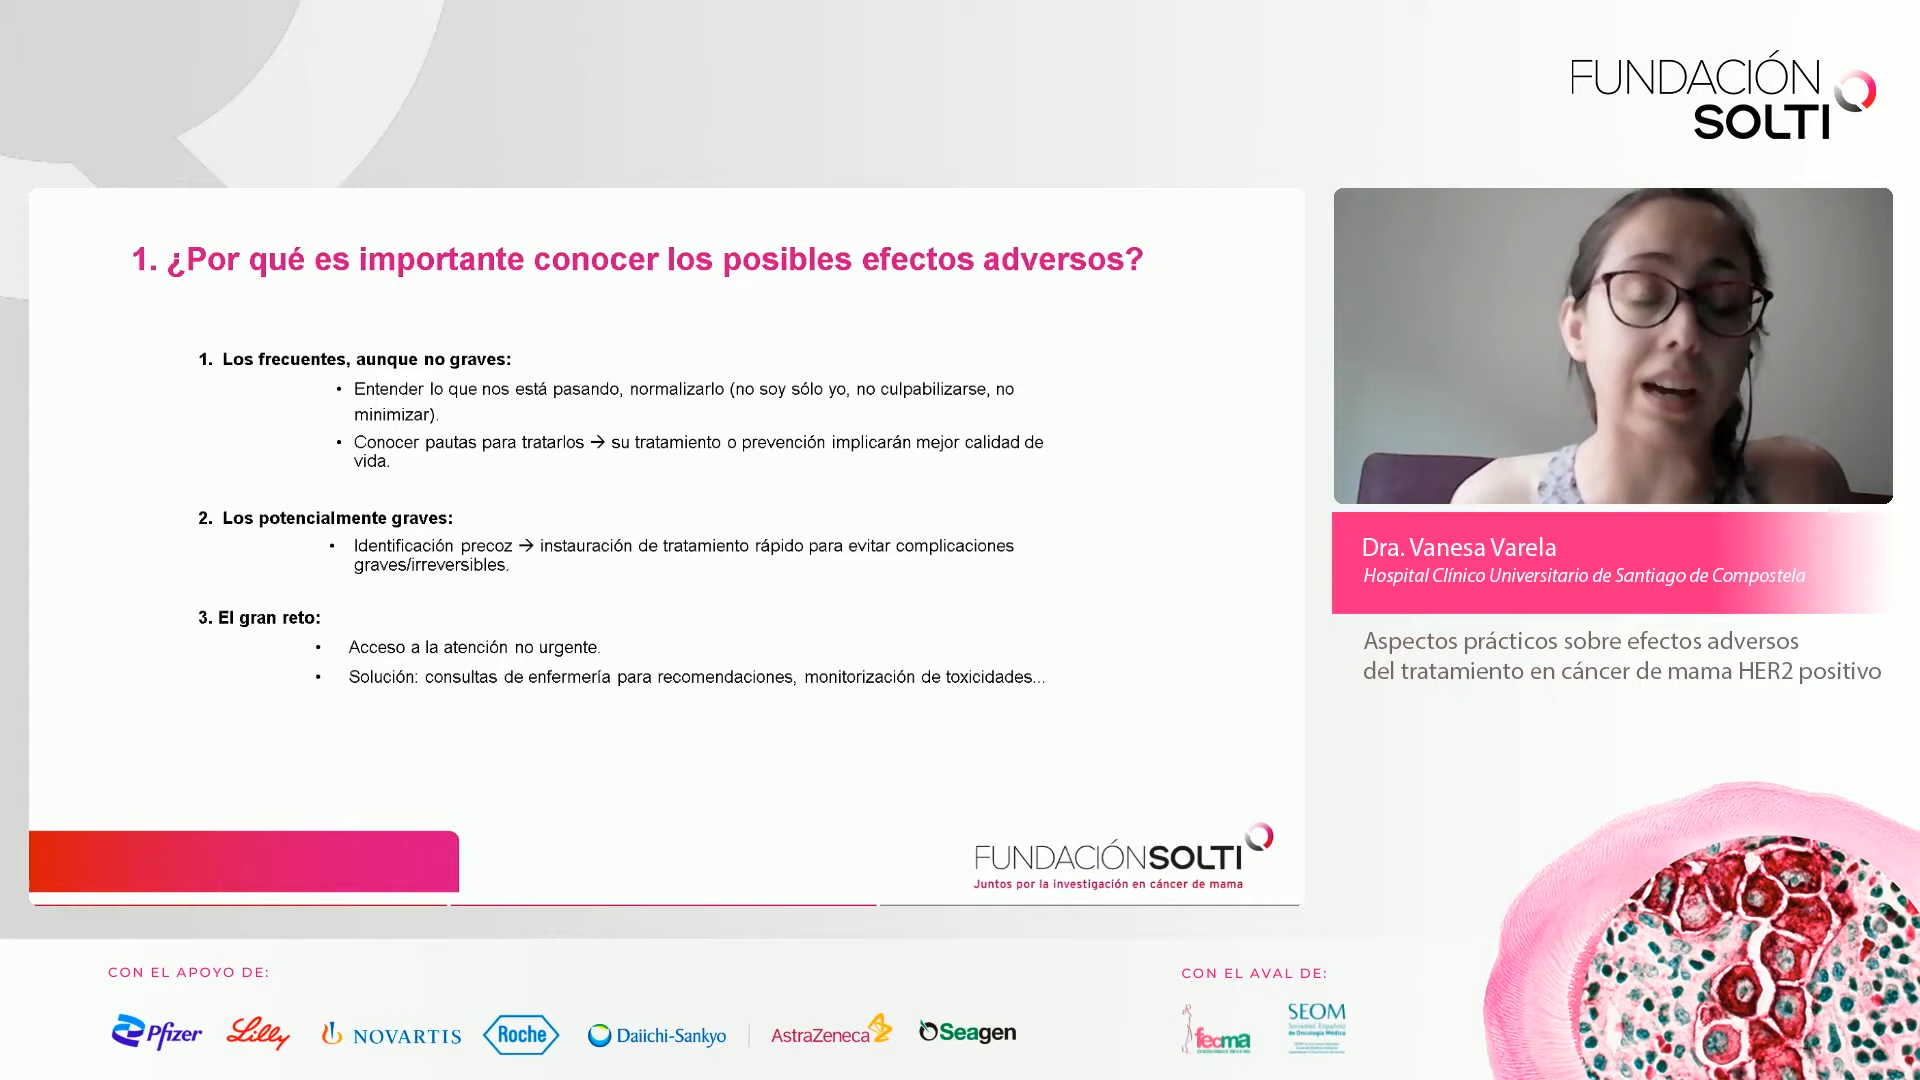 FUNDACIÓN
SOLTI
1. ¿Por qué es importante conocer los posibles efectos adversos?
1. Los frecuentes, aunque no graves:
• Entender lo que nos está pasando, normalizarlo (no soy sólo yo, no culpabilizarse, no
minimizar).
• Conocer pautas para tratarlos → su tratamiento o prevención implicarán mejor calidad de
vida.
2. Los potencialmente graves:
• Identificación precoz → instauración de tratamiento rápido para evitar complicaciones
graves/irreversibles.
3. El gran reto:
• Acceso a la atención no urgente.
• Solución: consultas de enfermería para recomendaciones, monitorización de toxicidades...
FUNDACIÓNSOLTI
Juntos por la investigación en cáncer de mama
Dra. Vanesa Varela
Hospital Clínico Universitario de Santiago de Compostela
Aspectos prácticos sobre efectos adversos
del tratamiento en cáncer de mama HER2 positivo
CON EL APOYO DE:
Pfizer
Lilly
NOVARTIS
Roche
Daiichi-Sankyo
AstraZeneca
Seagen
CON EL AVAL DE:
fecma
SEOM
Sociedad Española
de Oncología Médica